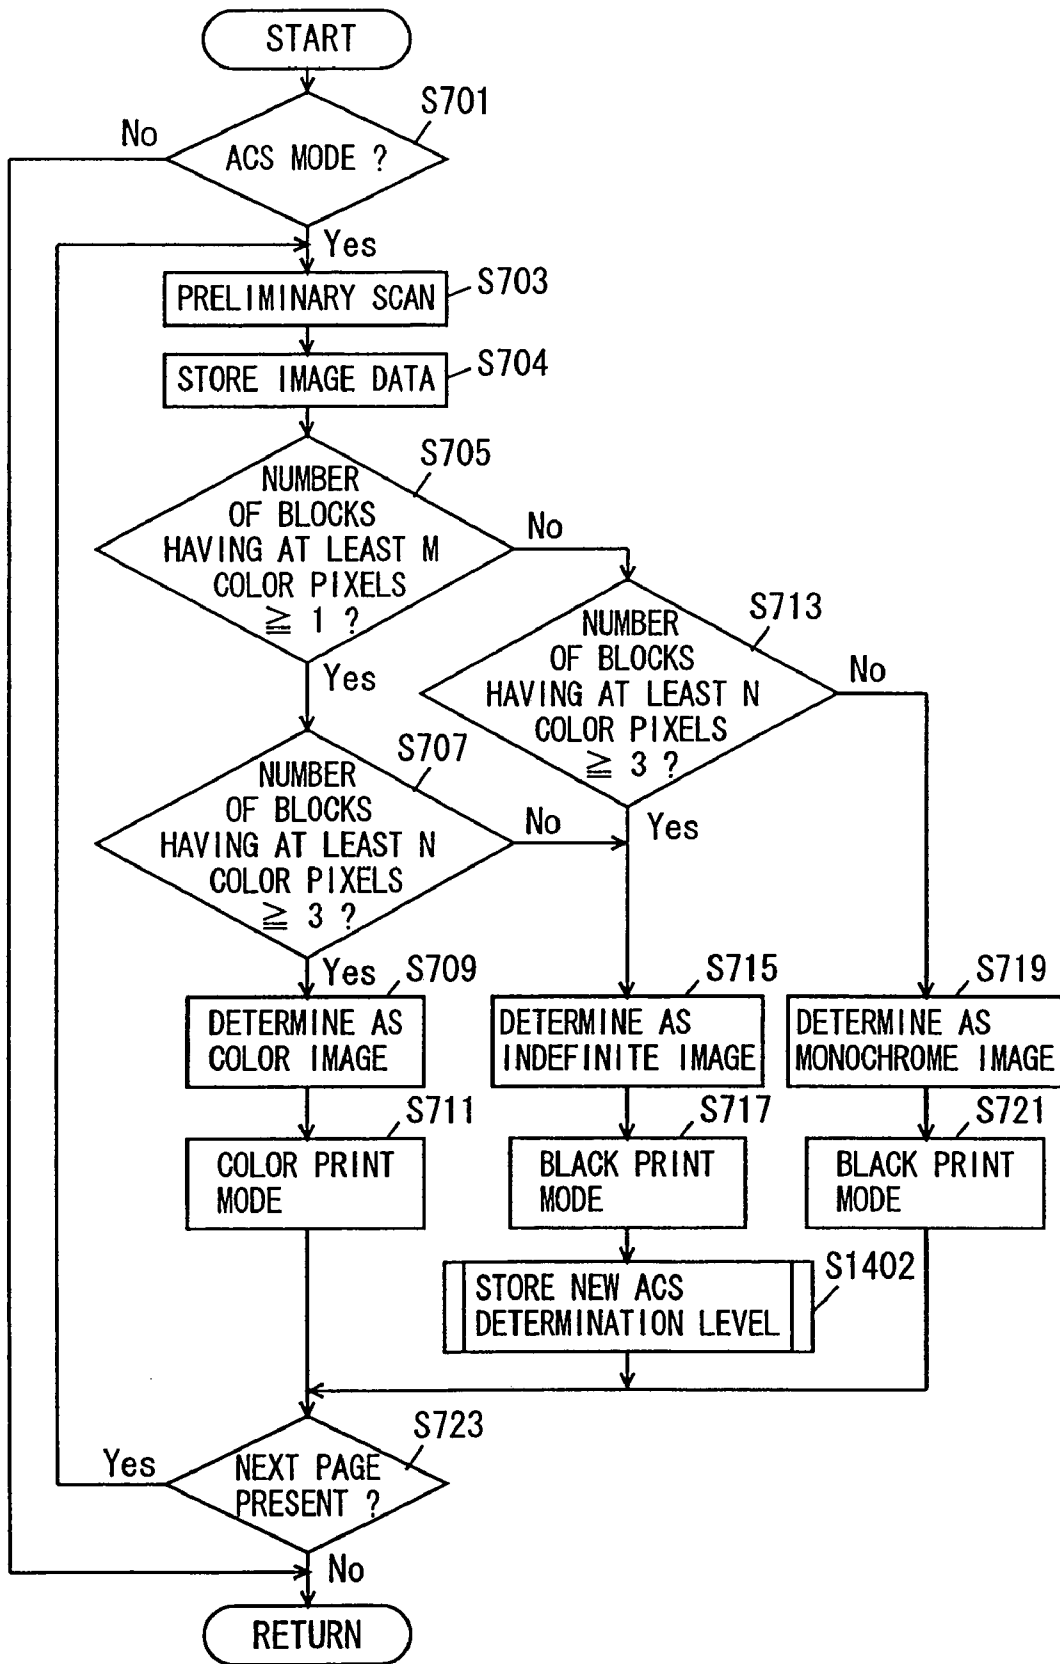 START
S701
No
ACS MODE ?
Yes
PRELIMINARY SCAN
S703
STORE IMAGE DATA
S704
S705
NUMBER
OF BLOCKS
HAVING AT LEAST M
COLOR PIXELS
≧ 1 ?
No
Yes
S713
NUMBER
OF BLOCKS
HAVING AT LEAST N
COLOR PIXELS
≧ 3 ?
No
Yes
S707
NUMBER
OF BLOCKS
HAVING AT LEAST N
COLOR PIXELS
≧ 3 ?
No
Yes
S709
DETERMINE AS
COLOR IMAGE
S715
DETERMINE AS
INDEFINITE IMAGE
S719
DETERMINE AS
MONOCHROME IMAGE
S711
COLOR PRINT
MODE
S717
BLACK PRINT
MODE
S721
BLACK PRINT
MODE
S1402
STORE NEW ACS
DETERMINATION LEVEL
S723
Yes
NEXT PAGE
PRESENT ?
No
RETURN